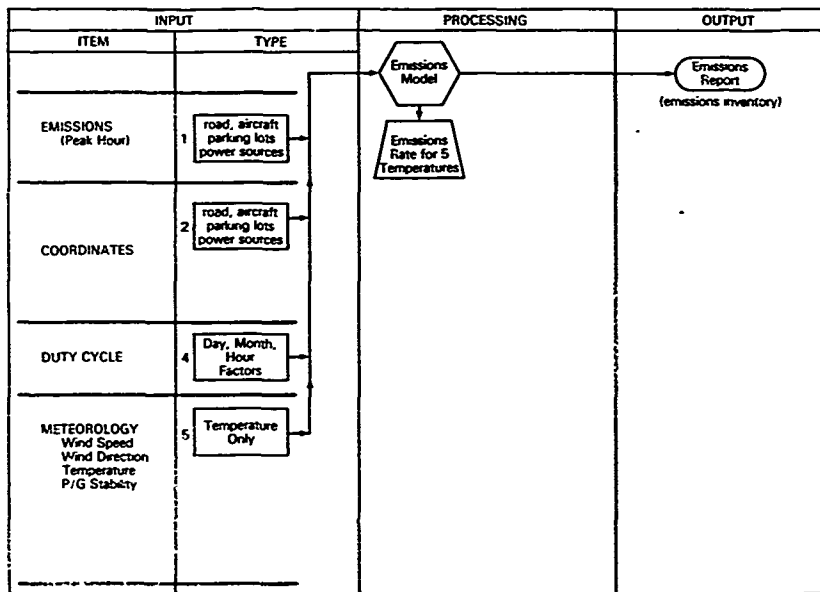 INPUT
PROCESSING
OUTPUT
ITEM
TYPE
EMISSIONS
(Peak Hour)
1
road, aircraft
parking lots
power sources
Emissions
Model
Emissions
Rate for 5
Temperatures
Emissions
Report
(emissions inventory)
COORDINATES
2
road, aircraft
parking lots
power sources
DUTY CYCLE
4
Day, Month,
Hour
Factors
METEOROLOGY
Wind Speed
Wind Direction
Temperature
P/G Stability
5
Temperature
Only